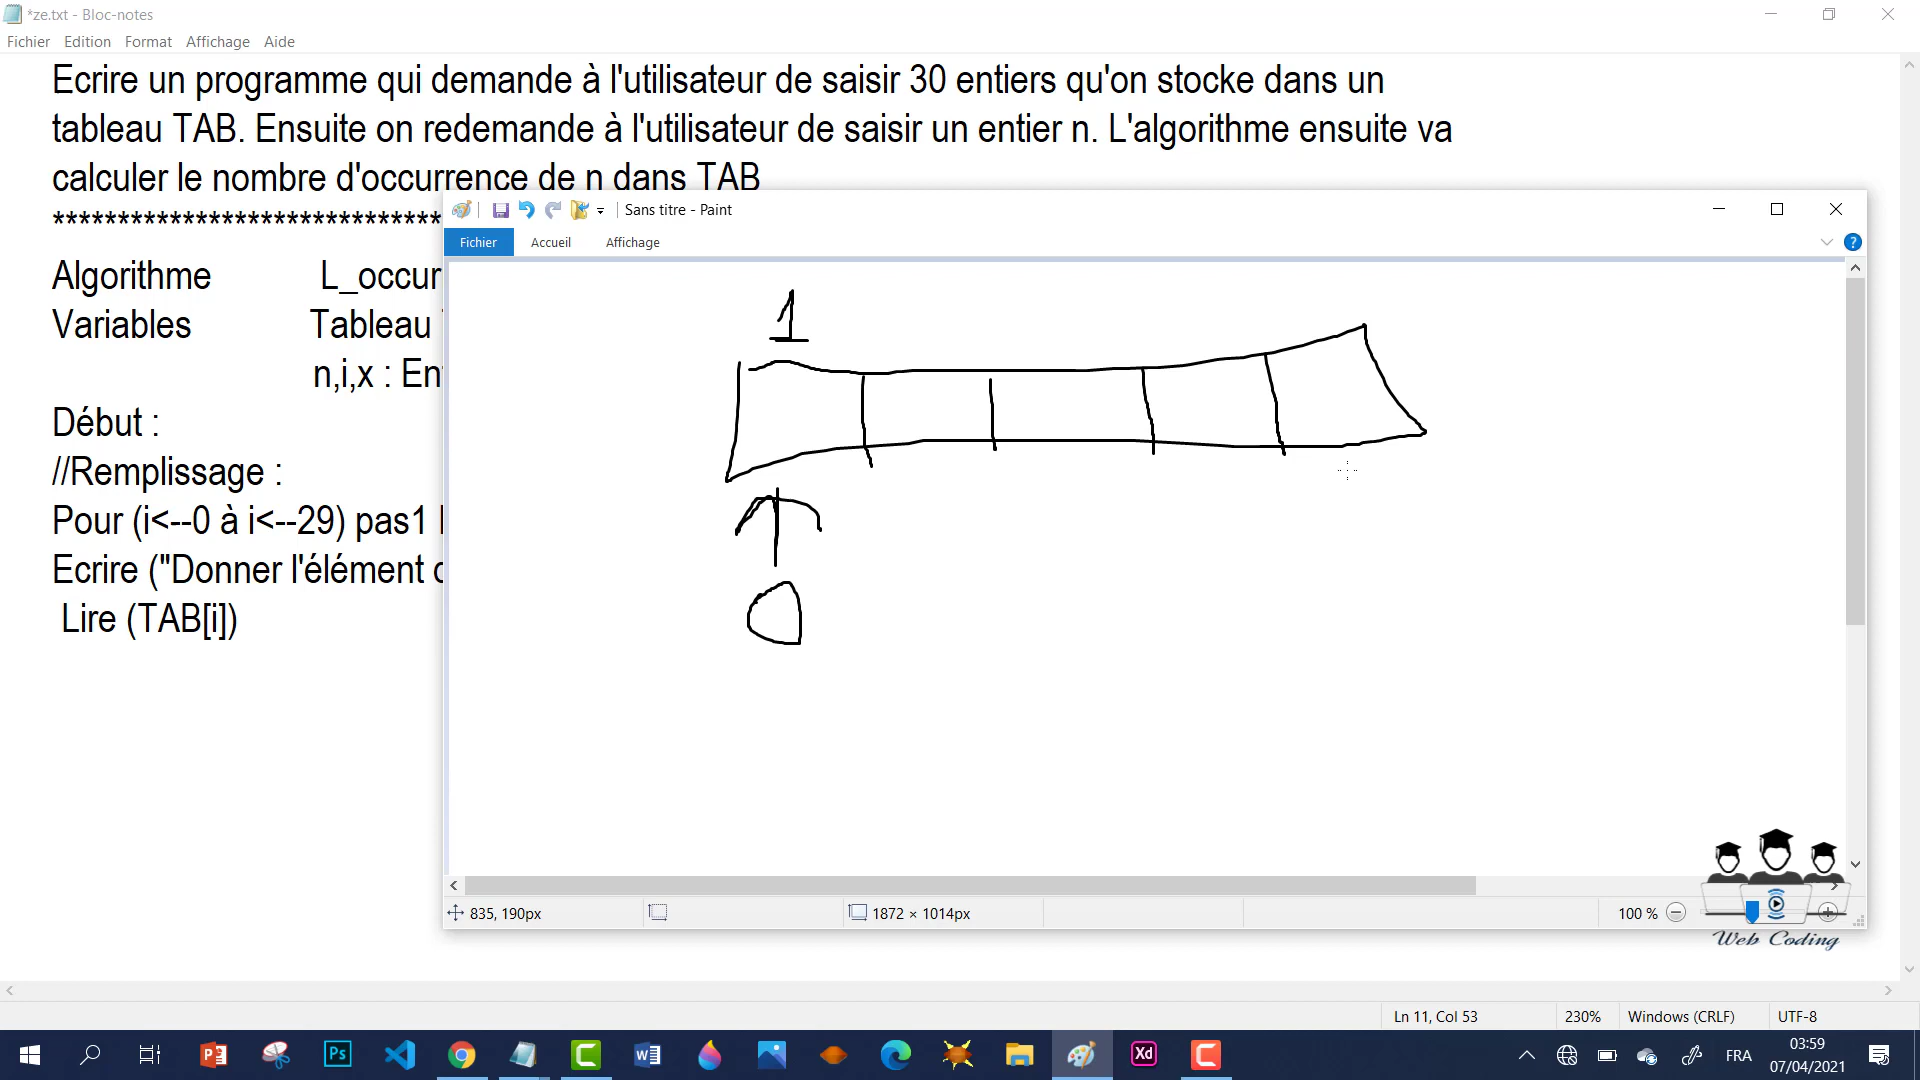 *ze.txt - Bloc-notes
Fichier Edition Format Affichage Aide
Ecrire un programme qui demande à l'utilisateur de saisir 30 entiers qu'on stocke dans un
tableau TAB. Ensuite on redemande à l'utilisateur de saisir un entier n. L'algorithme ensuite va
calculer le nombre d'occurrence de n dans TAB
******************************
Algorithme L_occur
Variables Tableau
n,i,x : En
Début :
//Remplissage :
Pour (i<--0 à i<--29) pas1
Ecrire ("Donner l'élément
Lire (TAB[i])
Sans titre - Paint
Fichier Accueil Affichage
1
0
835, 190px
1872 × 1014px
100 %
Web Coding
Ln 11, Col 53
230%
Windows (CRLF)
UTF-8
FRA
03:59
07/04/2021